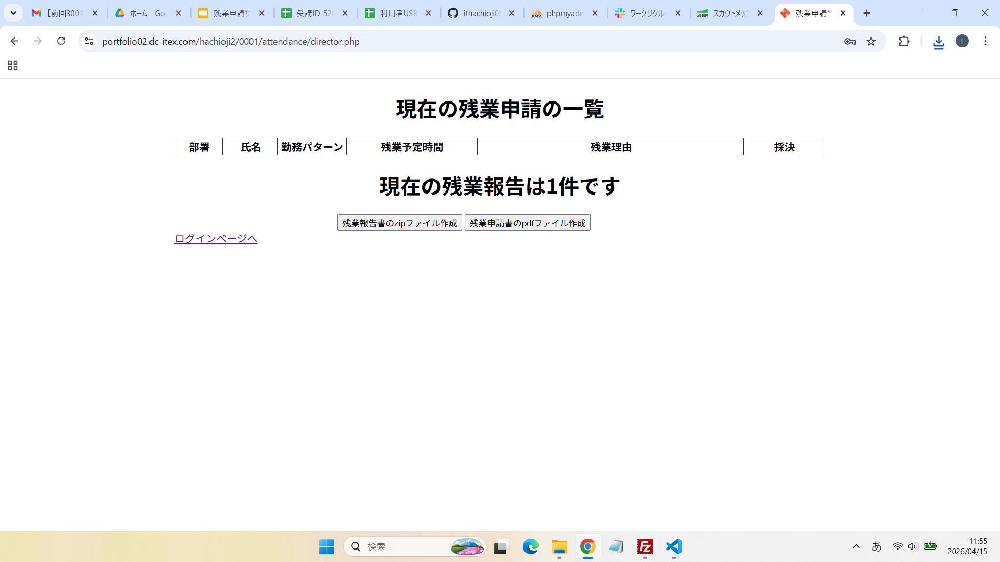 【前回300名
ホーム - Goo
残業申請サ
受講ID-520
利用者USB
ithachioji0
phpmyadn
ワークリクルー
スカウトメッセ
残業申請管
portfolio02.dc-itex.com/hachioji2/0001/attendance/director.php
現在の残業申請の一覧
部署 氏名 勤務パターン 残業予定時間 残業理由 採決
現在の残業報告は1件です
残業報告書のzipファイル作成 残業申請書のpdfファイル作成
ログインページへ
検索
あ
11:55
2026/04/15